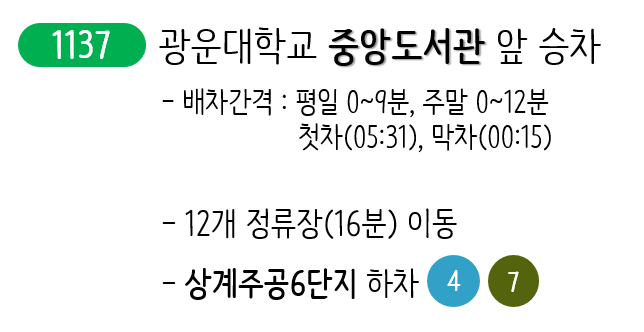 1137 광운대학교 중앙도서관 앞 승차
- 배차간격 : 평일 0~9분, 주말 0~12분
첫차(05:31), 막차(00:15)
- 12개 정류장(16분) 이동
- 상계주공6단지 하차 4 7